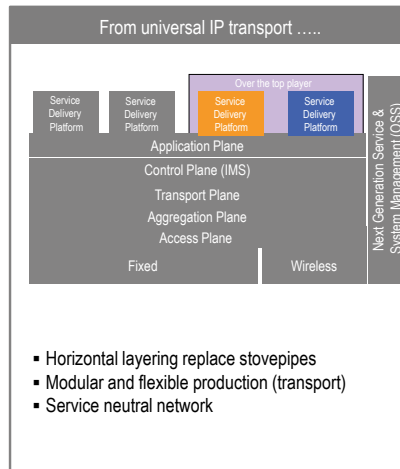 From universal IP transport …..
Over the top player
Service
Delivery
Platform
Service
Delivery
Platform
Service
Delivery
Platform
Service
Delivery
Platform
Application Plane
Control Plane (IMS)
Transport Plane
Aggregation Plane
Access Plane
Fixed
Wireless
Next Generation Service &
System Management (OSS)
▪ Horizontal layering replace stovepipes
▪ Modular and flexible production (transport)
▪ Service neutral network